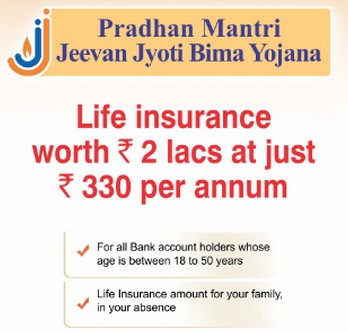 Pradhan Mantri
Jeevan Jyoti Bima Yojana
Life insurance
worth ₹ 2 lacs at just
₹ 330 per annum
For all Bank account holders whose
age is between 18 to 50 years
Life Insurance amount for your family,
in your absence